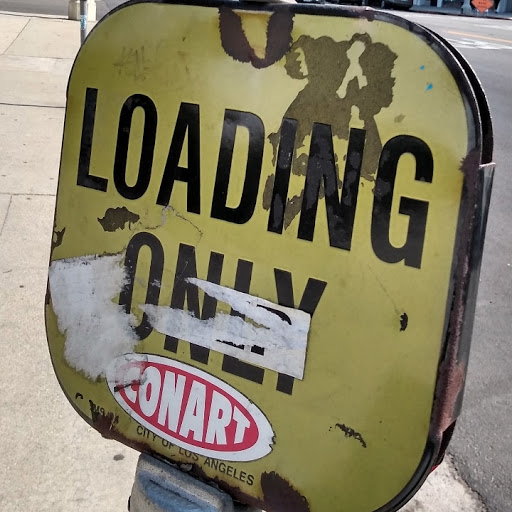 LOADING
ONLY
CONART
CITY OF LOS ANGELES